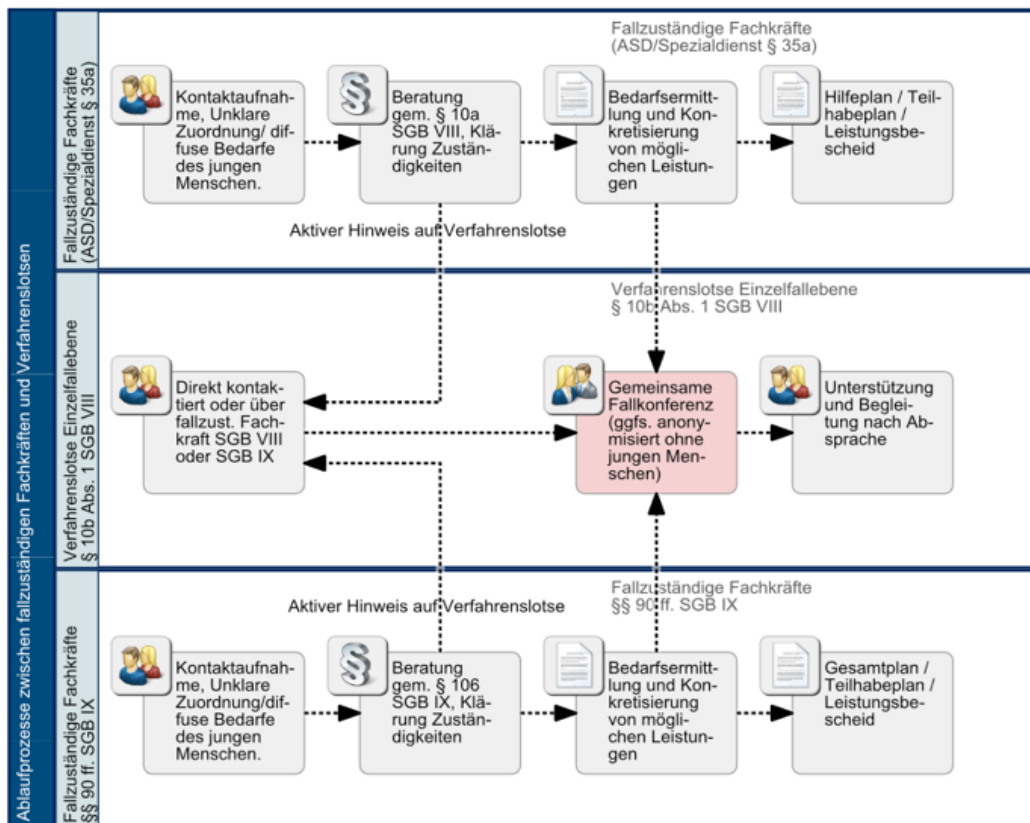 Ablaufprozesse zwischen fallzuständigen Fachkräften und Verfahrenslotsen
Fallzuständige Fachkräfte
(ASD/Spezialdienst § 35a)
Fallzuständige Fachkräfte
(ASD/Spezialdienst § 35a)
Kontaktaufnah-
me, Unklare
Zuordnung/ dif-
fuse Bedarfe
des jungen
Menschen.
§
Beratung
gem. § 10a
SGB VIII, Klä-
rung Zustän-
digkeiten
Bedarfsermitt-
lung und Kon-
kretisierung
von mögli-
chen Leistun-
gen
Hilfeplan / Teil-
habeplan /
Leistungsbe-
scheid
Aktiver Hinweis auf Verfahrenslotse
Verfahrenslotse Einzelfallebene
§ 10b Abs. 1 SGB VIII
Verfahrenslotse Einzelfallebene
§ 10b Abs. 1 SGB VIII
Direkt kontak-
tiert oder über
fallzust. Fach-
kraft SGB VIII
oder SGB IX
Gemeinsame
Fallkonferenz
(ggfs. anony-
misiert ohne
jungen Men-
schen)
Unterstützung
und Beglei-
tung nach Ab-
sprache
Fallzuständige Fachkräfte
§§ 90 ff. SGB IX
Fallzuständige Fachkräfte
§§ 90 ff. SGB IX
Aktiver Hinweis auf Verfahrenslotse
Kontaktaufnah-
me, Unklare
Zuordnung/dif-
fuse Bedarfe
des jungen
Menschen.
§
Beratung
gem. § 106
SGB IX, Klä-
rung Zustän-
digkeiten
Bedarfsermitt-
lung und Kon-
kretisierung
von mögli-
chen Leistun-
gen
Gesamtplan /
Teilhabeplan /
Leistungsbe-
scheid